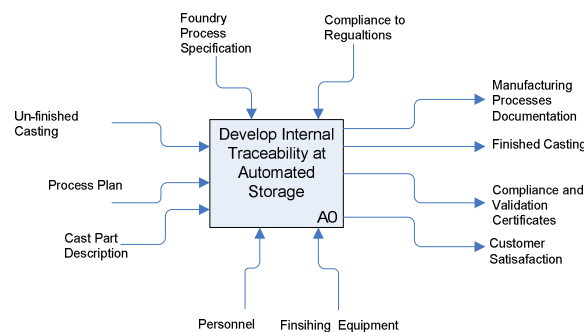 Foundry
Process
Specification
Compliance to
Regualtions
Un-finished
Casting
Process Plan
Cast Part
Description
Develop Internal
Traceability at
Automated
Storage
A0
Manufacturing
Processes
Documentation
Finished Casting
Compliance and
Validation
Certificates
Customer
Satisafaction
Personnel
Finsihing Equipment